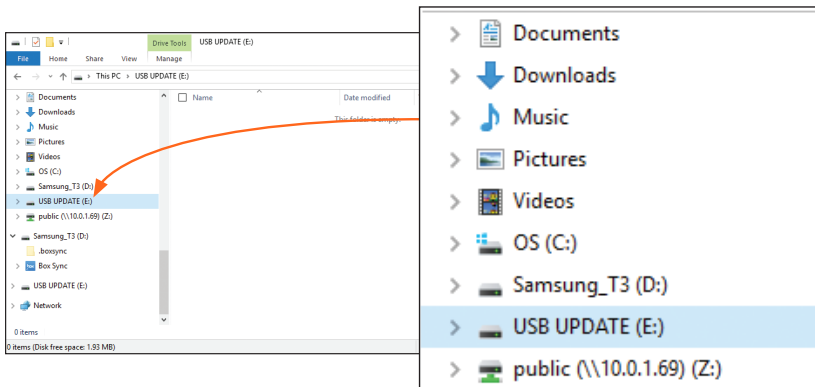 Drive Tools
USB UPDATE (E:)
File
Home
Share
View
Manage
This PC
USB UPDATE (E:)
Documents
Downloads
Music
Pictures
Videos
OS (C:)
Samsung_T3 (D:)
USB UPDATE (E:)
public (\\10.0.1.69) (Z:)
Samsung_T3 (D:)
.boxsync
Box Sync
USB UPDATE (E:)
Network
Name
Date modified
This folder is empty.
0 items
0 items (Disk free space: 1.93 MB)
Documents
Downloads
Music
Pictures
Videos
OS (C:)
Samsung_T3 (D:)
USB UPDATE (E:)
public (\\10.0.1.69) (Z:)